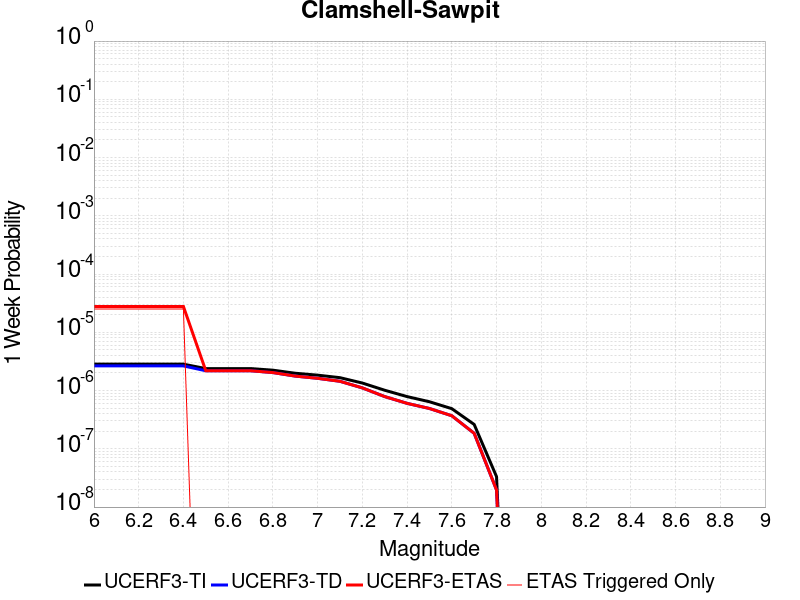 Clamshell-Sawpit
1 Week Probability
10^0
10^-1
10^-2
10^-3
10^-4
10^-5
10^-6
10^-7
10^-8
6 6.2 6.4 6.6 6.8 7 7.2 7.4 7.6 7.8 8 8.2 8.4 8.6 8.8 9
Magnitude
UCERF3-TI UCERF3-TD UCERF3-ETAS ETAS Triggered Only